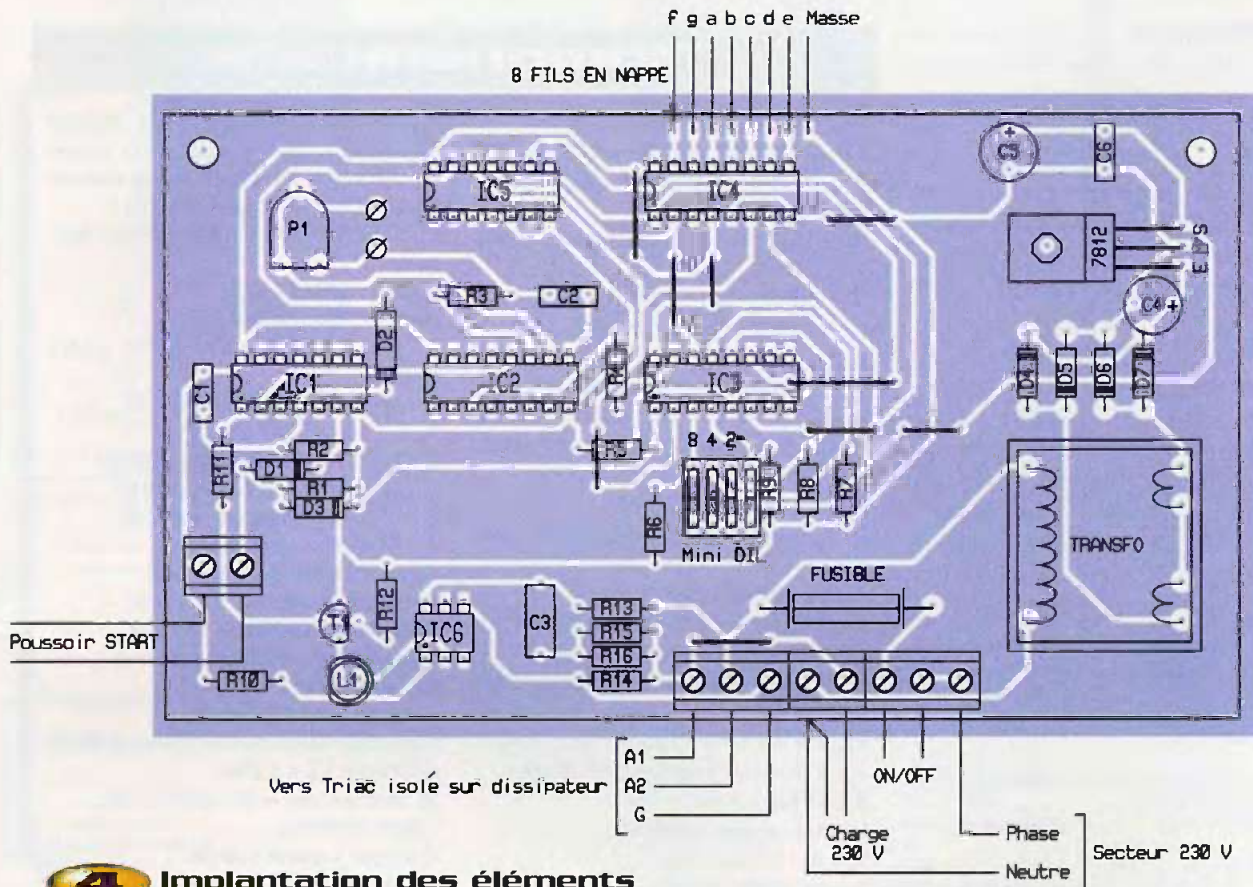 f g a b c d e Masse
8 FILS EN NAPPE
C5
C6
IC5
IC4
P1
7812
S
E
R3
C2
C4
D2
C1
IC1
IC2
R4
IC3
D4
D5
D6
D7
8 4 2
R11
R2
D1
R1
D3
R5
R9
R8
R7
R6
Mini DIL
TRANSFO
FUSIBLE
R12
C3
R13
R15
R16
R14
T1
IC6
Poussoir START
R10
L1
A1
Vers Triac isolé sur dissipateur
A2
G
ON/OFF
Charge
230 V
Phase
Neutre
Secteur 230 V
4 Implantation des éléments